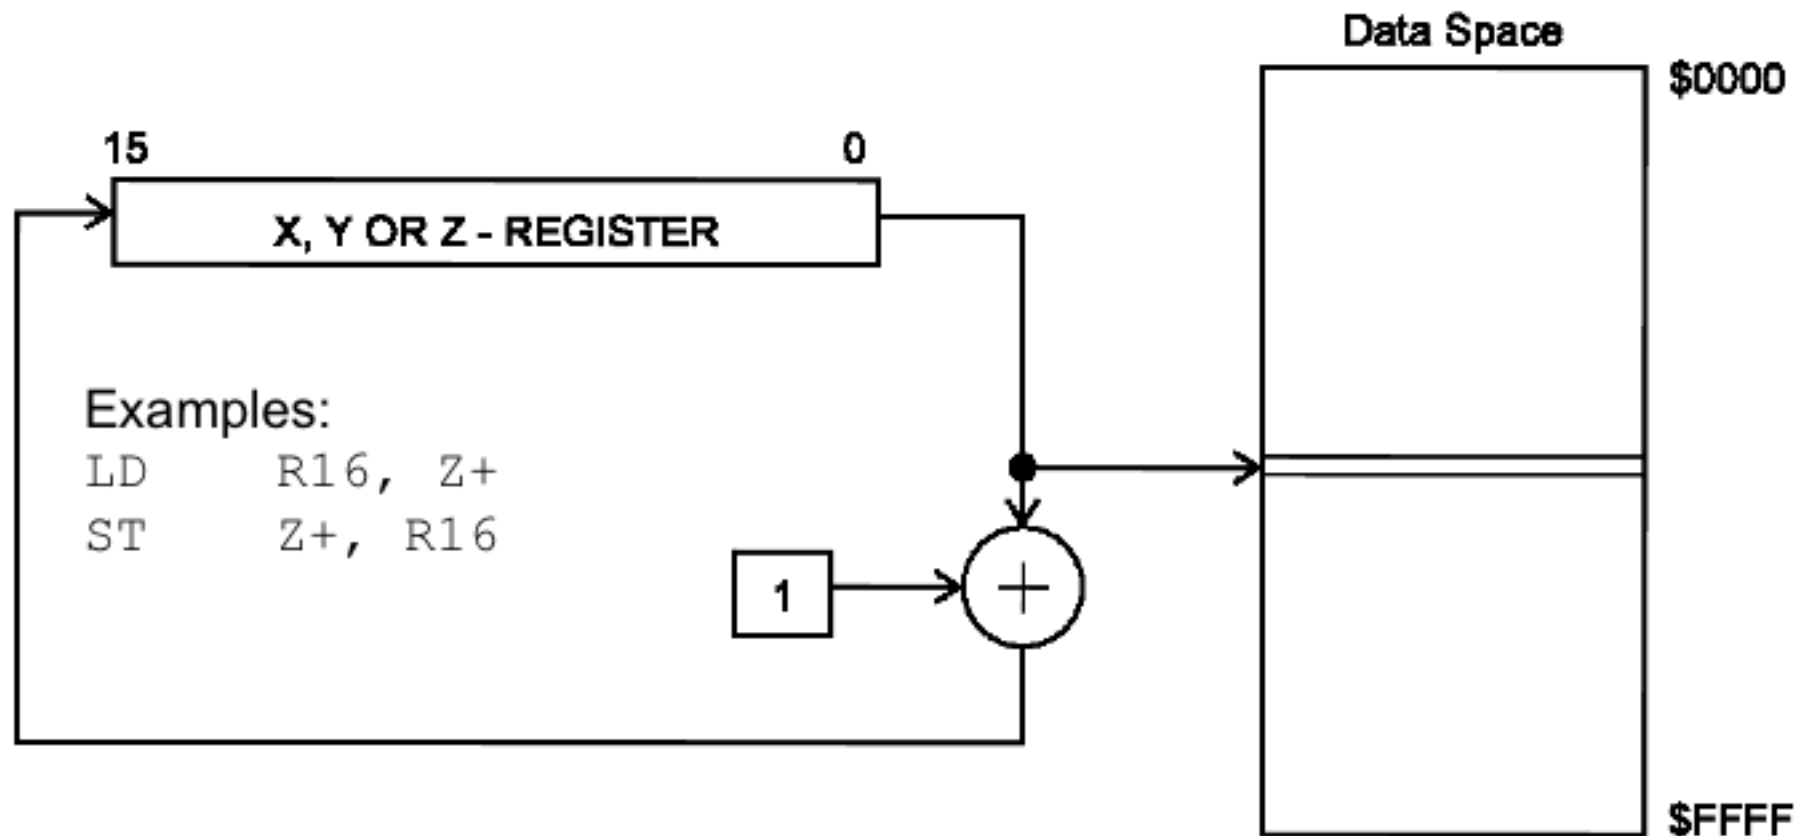 Data Space
$0000
15 0
X, Y OR Z - REGISTER
Examples:
LD R16, Z+
ST Z+, R16
1
+
$FFFF